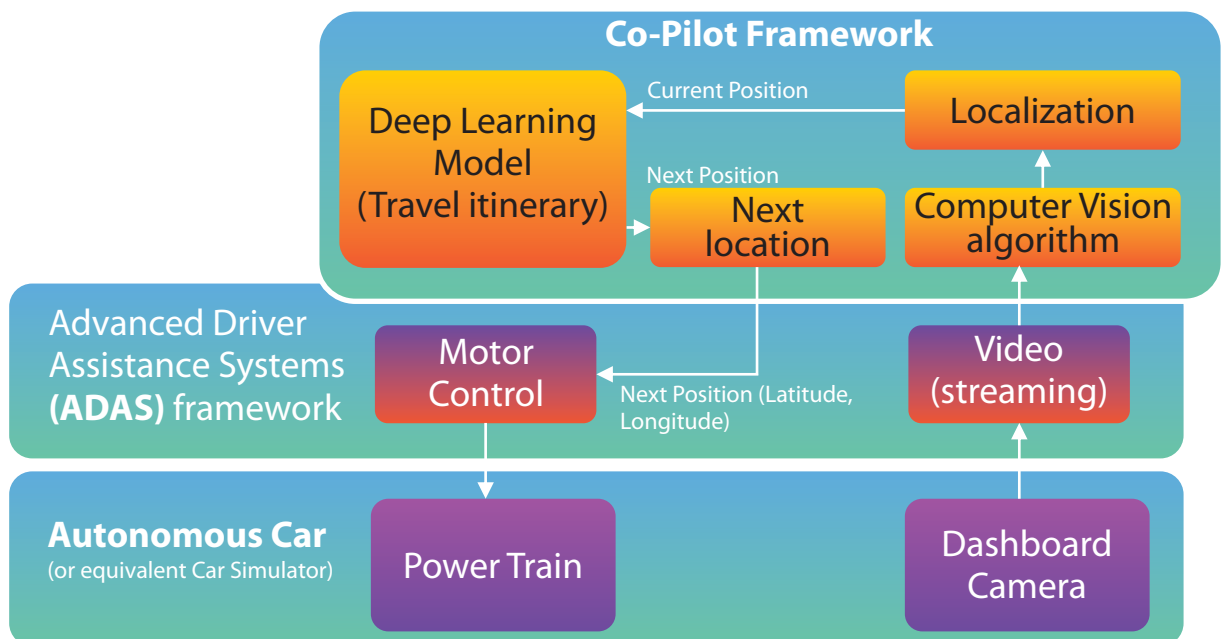 Co-Pilot Framework
Deep Learning
Model
(Travel itinerary)
Current Position
Localization
Next Position
Next
location
Computer Vision
algorithm
Advanced Driver
Assistance Systems
(ADAS) framework
Motor
Control
Next Position (Latitude,
Longitude)
Video
(streaming)
Autonomous Car
(or equivalent Car Simulator)
Power Train
Dashboard
Camera